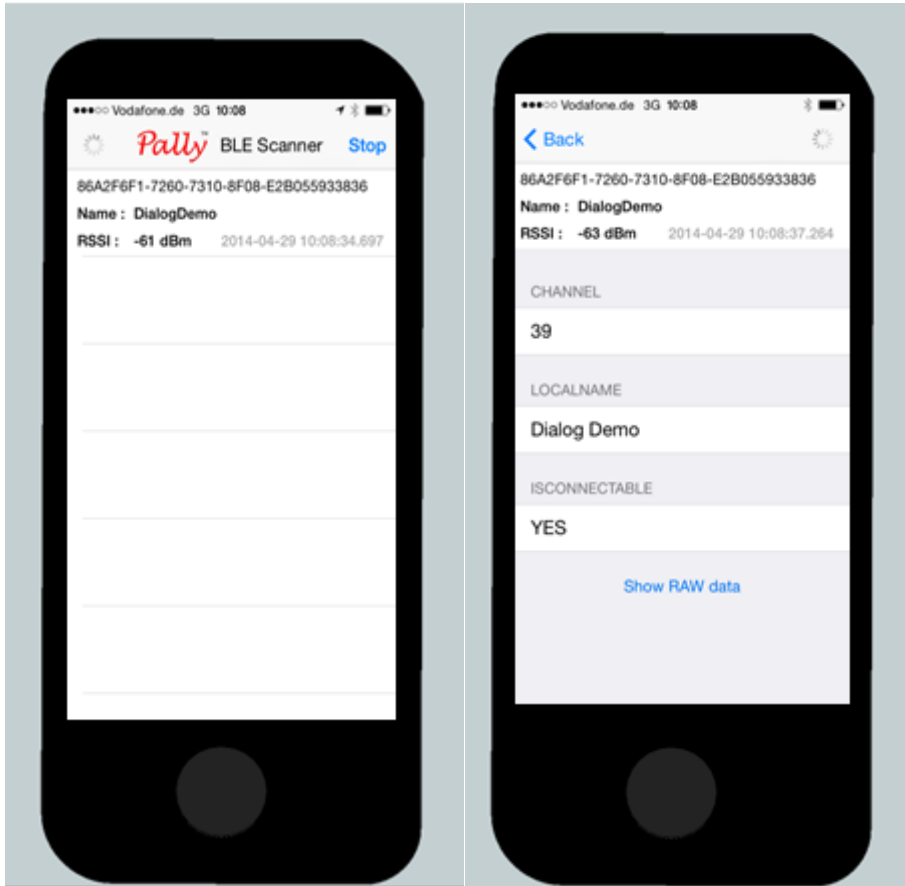 Vodafone.de 3G 10:08
Pally™ BLE Scanner Stop
86A2F6F1-7260-7310-8F08-E2B055933836
Name : DialogDemo
RSSI : -61 dBm 2014-04-29 10:08:34.697
Vodafone.de 3G 10:08
Back
86A2F6F1-7260-7310-8F08-E2B055933836
Name : DialogDemo
RSSI : -63 dBm 2014-04-29 10:08:37.264
CHANNEL
39
LOCALNAME
Dialog Demo
ISCONNECTABLE
YES
Show RAW data